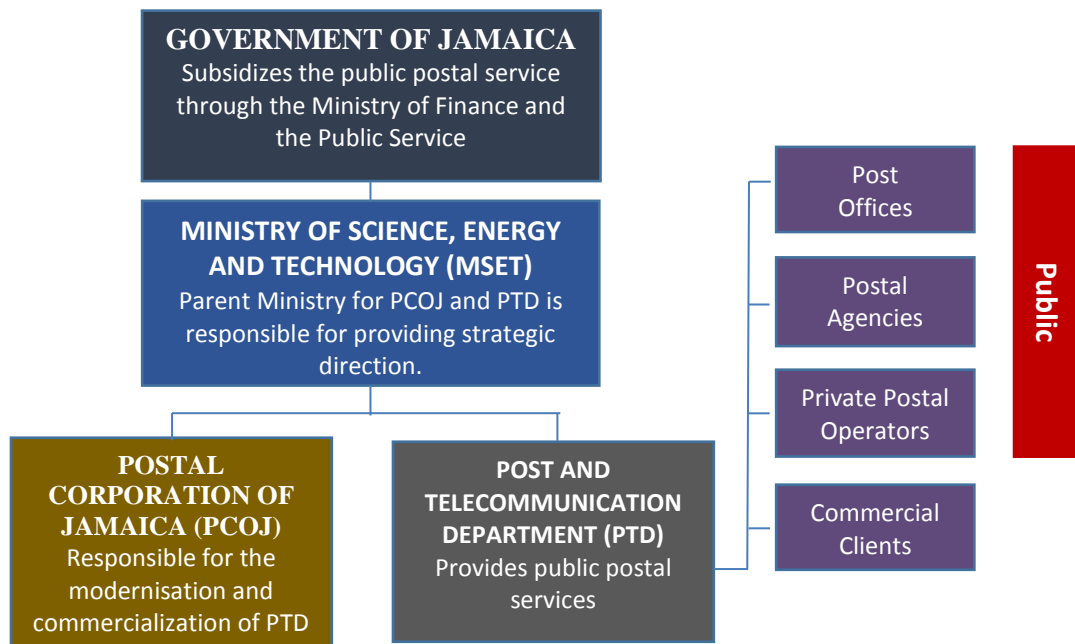 GOVERNMENT OF JAMAICA
Subsidizes the public postal service
through the Ministry of Finance and
the Public Service
MINISTRY OF SCIENCE, ENERGY
AND TECHNOLOGY (MSET)
Parent Ministry for PCOJ and PTD is
responsible for providing strategic
direction.
POSTAL
CORPORATION OF
JAMAICA (PCOJ)
Responsible for the
modernisation and
commercialization of PTD
POST AND
TELECOMMUNICATION
DEPARTMENT (PTD)
Provides public postal
services
Post
Offices
Postal
Agencies
Private Postal
Operators
Commercial
Clients
Public